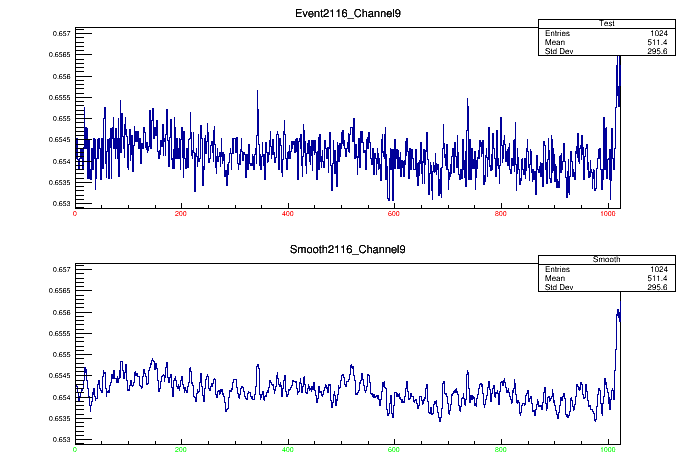 Event2116_Channel9
Test
Entries 1024
Mean 511.4
Std Dev 295.6
0.657
0.6565
0.656
0.6555
0.655
0.6545
0.654
0.6535
0.653
0 200 400 600 800 1000
Smooth2116_Channel9
Smooth
Entries 1024
Mean 511.4
Std Dev 295.6
0.657
0.6565
0.656
0.6555
0.655
0.6545
0.654
0.6535
0.653
0 200 400 600 800 1000